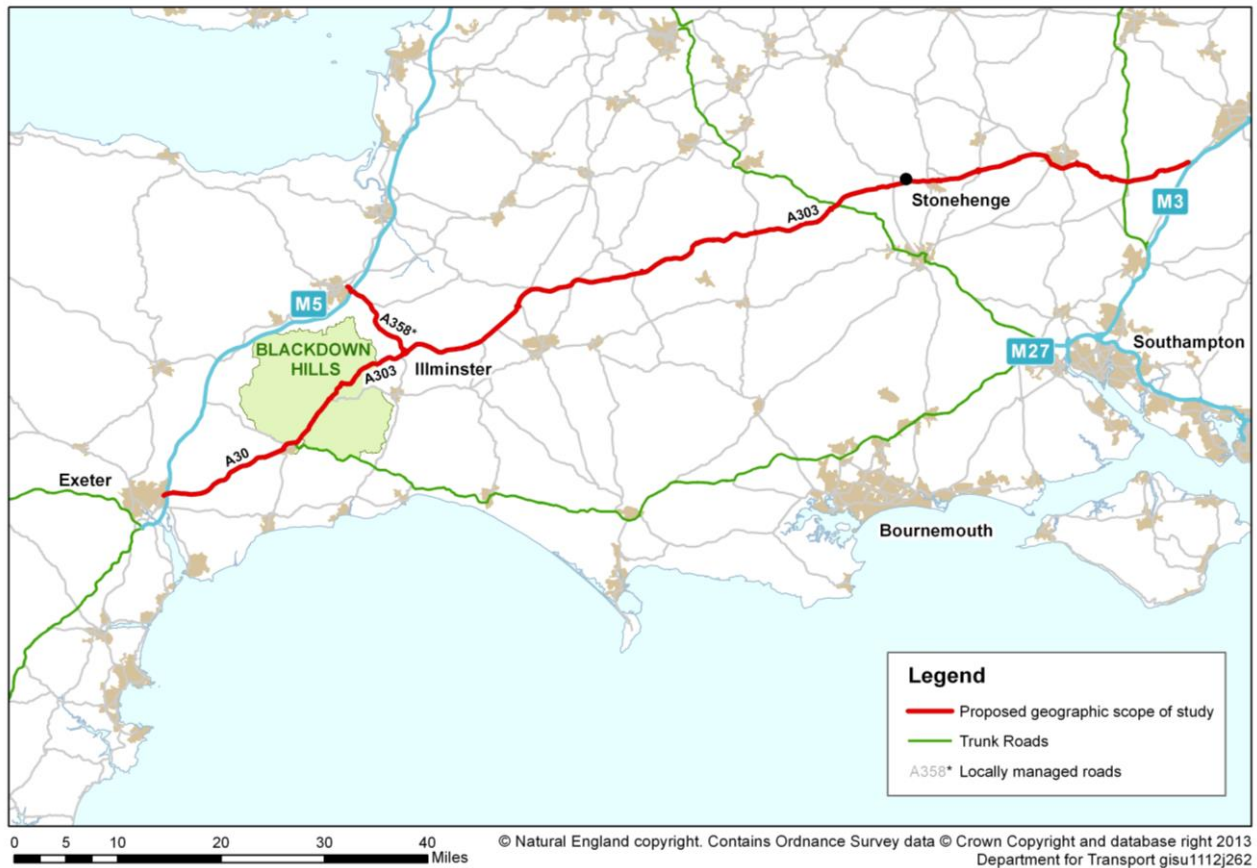 Stonehenge
A303
M3
M5
A358*
BLACKDOWN
HILLS
A303
Illminster
M27
Southampton
A30
Exeter
Bournemouth
Legend
Proposed geographic scope of study
Trunk Roads
A358* Locally managed roads
0 5 10 20 30 40
Miles
© Natural England copyright. Contains Ordnance Survey data © Crown Copyright and database right 2013
Department for Transport gisu1112j262